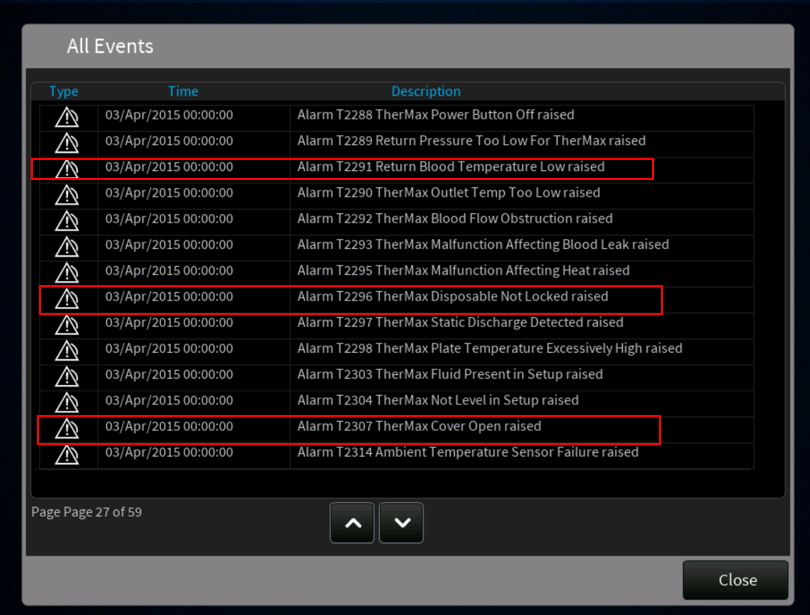 All Events
Type Time Description
03/Apr/2015 00:00:00 Alarm T2288 TherMax Power Button Off raised
03/Apr/2015 00:00:00 Alarm T2289 Return Pressure Too Low For TherMax raised
03/Apr/2015 00:00:00 Alarm T2291 Return Blood Temperature Low raised
03/Apr/2015 00:00:00 Alarm T2290 TherMax Outlet Temp Too Low raised
03/Apr/2015 00:00:00 Alarm T2292 TherMax Blood Flow Obstruction raised
03/Apr/2015 00:00:00 Alarm T2293 TherMax Malfunction Affecting Blood Leak raised
03/Apr/2015 00:00:00 Alarm T2295 TherMax Malfunction Affecting Heat raised
03/Apr/2015 00:00:00 Alarm T2296 TherMax Disposable Not Locked raised
03/Apr/2015 00:00:00 Alarm T2297 TherMax Static Discharge Detected raised
03/Apr/2015 00:00:00 Alarm T2298 TherMax Plate Temperature Excessively High raised
03/Apr/2015 00:00:00 Alarm T2303 TherMax Fluid Present in Setup raised
03/Apr/2015 00:00:00 Alarm T2304 TherMax Not Level in Setup raised
03/Apr/2015 00:00:00 Alarm T2307 TherMax Cover Open raised
03/Apr/2015 00:00:00 Alarm T2314 Ambient Temperature Sensor Failure raised
Page Page 27 of 59
Close